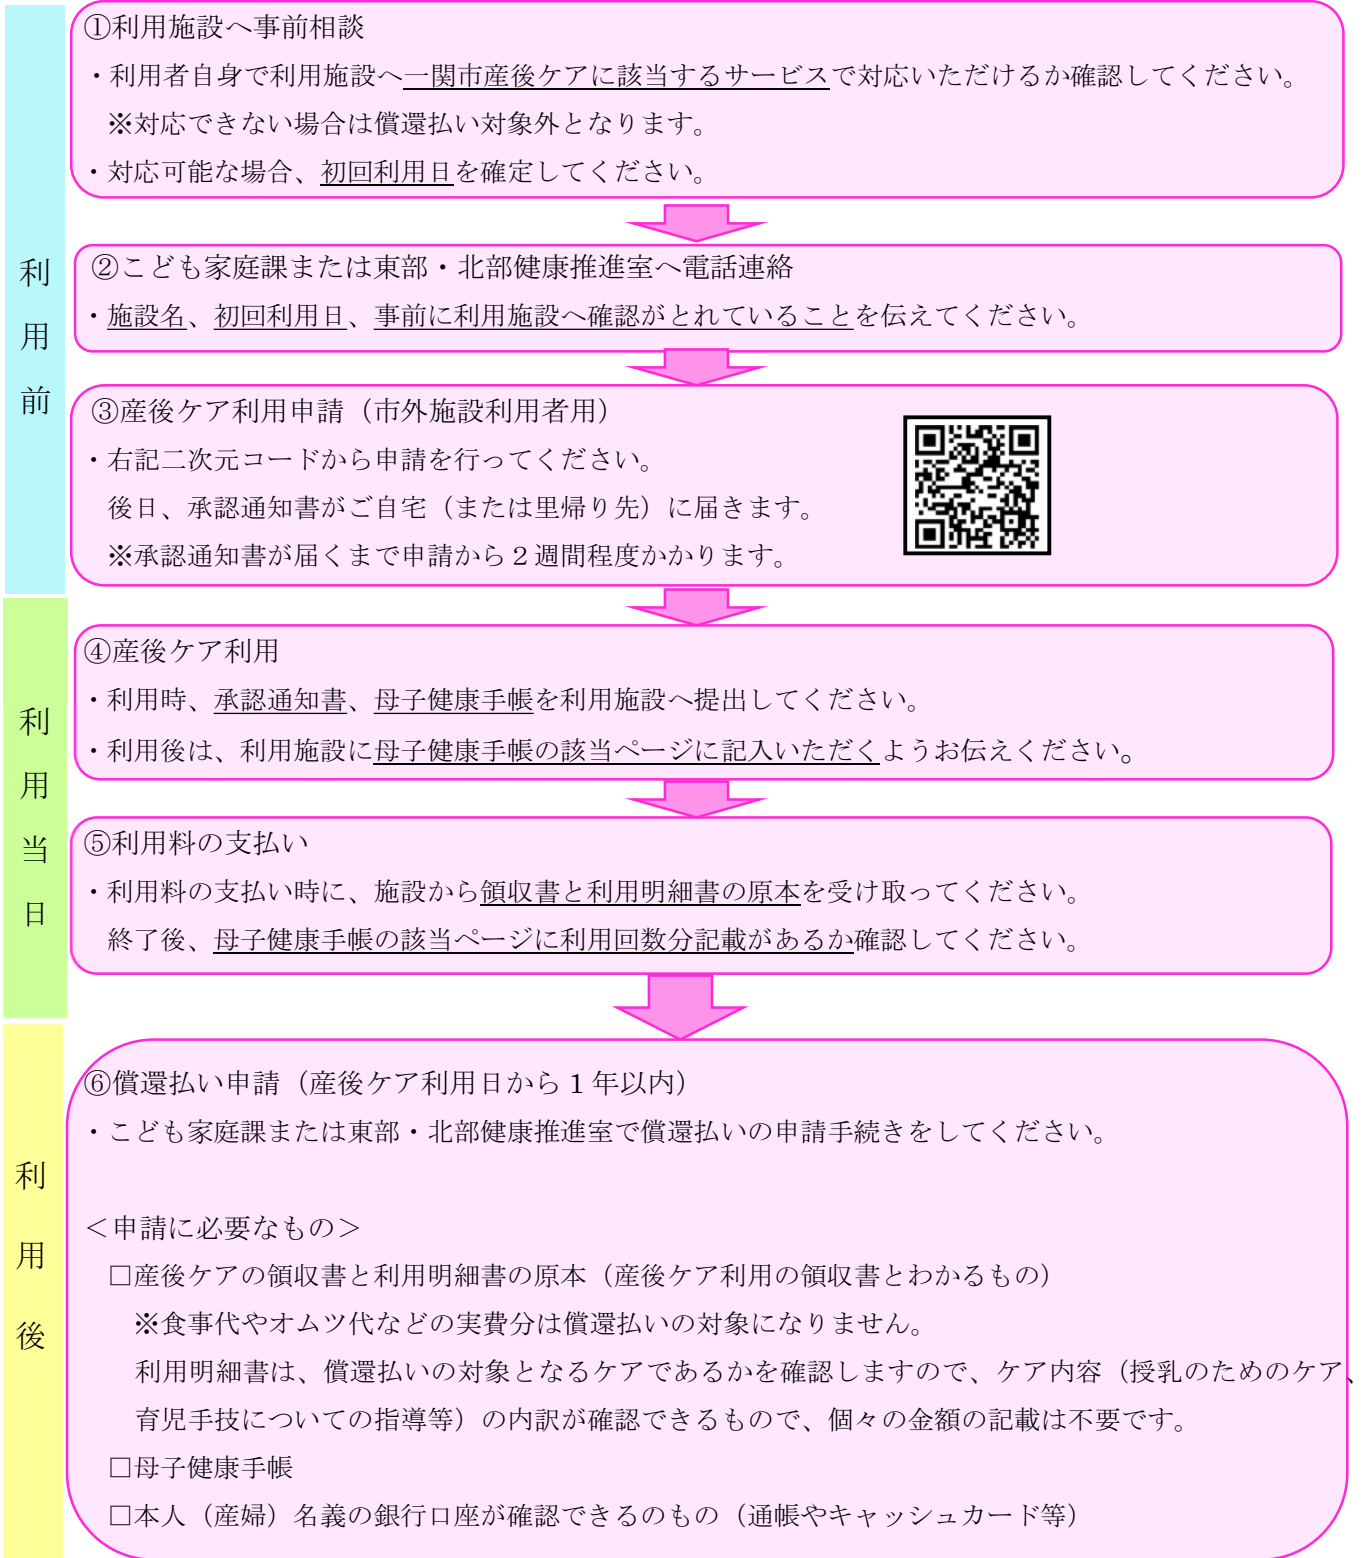 利用前
①利用施設へ事前相談
・利用者自身で利用施設へ一関市産後ケアに該当するサービスで対応いただけるか確認してください。
※対応できない場合は償還払い対象外となります。
・対応可能な場合、初回利用日を確定してください。
②こども家庭課または東部・北部健康推進室へ電話連絡
・施設名、初回利用日、事前に利用施設へ確認がとれていることを伝えてください。
③産後ケア利用申請（市外施設利用者用）
・右記二次元コードから申請を行ってください。
後日、承認通知書がご自宅（または里帰り先）に届きます。
※承認通知書が届くまで申請から２週間程度かかります。
利用当日
④産後ケア利用
・利用時、承認通知書、母子健康手帳を利用施設へ提出してください。
・利用後は、利用施設に母子健康手帳の該当ページに記入いただくようお伝えください。
⑤利用料の支払い
・利用料の支払い時に、施設から領収書と利用明細書の原本を受け取ってください。
終了後、母子健康手帳の該当ページに利用回数分記載があるか確認してください。
利用後
⑥償還払い申請（産後ケア利用日から１年以内）
・こども家庭課または東部・北部健康推進室で償還払いの申請手続きをしてください。
＜申請に必要なもの＞
□産後ケアの領収書と利用明細書の原本（産後ケア利用の領収書とわかるもの）
※食事代やオムツ代などの実費分は償還払いの対象になりません。
利用明細書は、償還払いの対象となるケアであるかを確認しますので、ケア内容（授乳のためのケア、
育児手技についての指導等）の内訳が確認できるもので、個々の金額の記載は不要です。
□母子健康手帳
□本人（産婦）名義の銀行口座が確認できるのもの（通帳やキャッシュカード等）